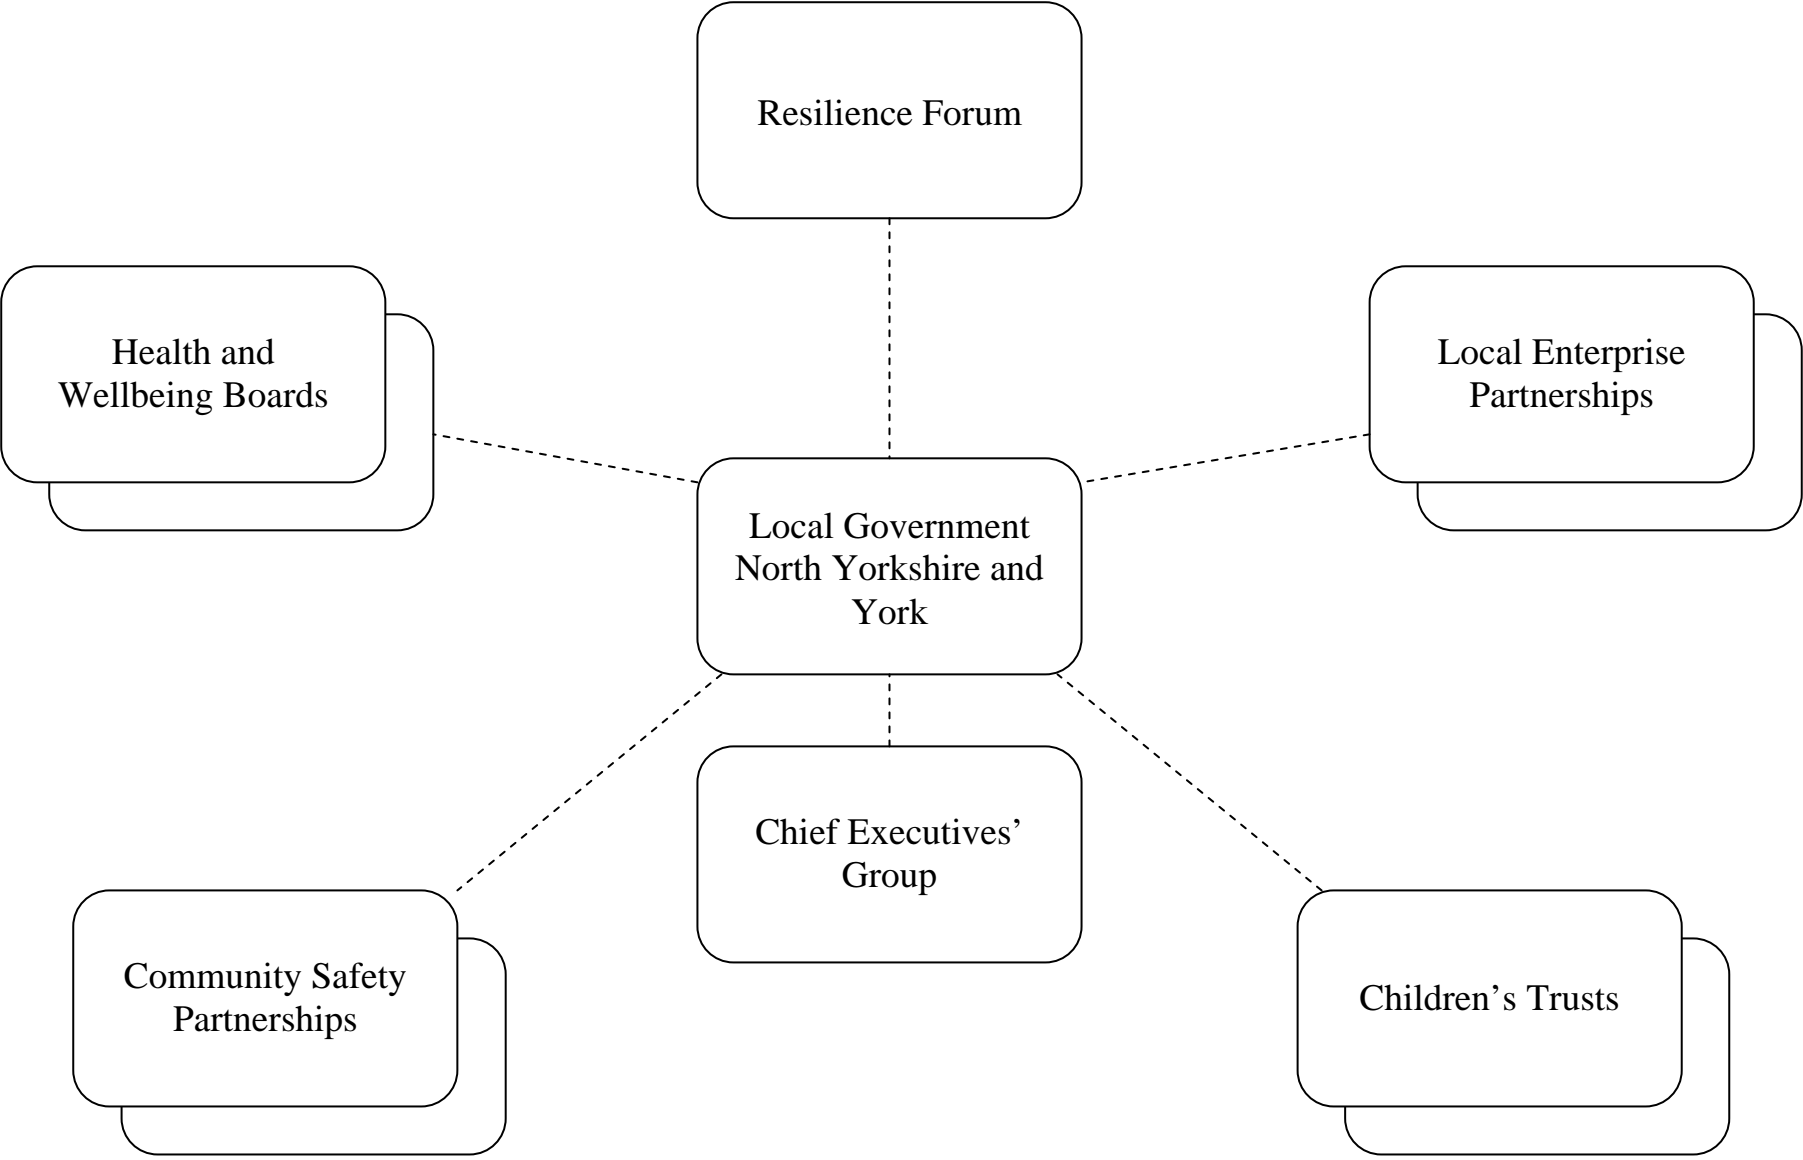 Resilience Forum
Health and
Wellbeing Boards
Local Enterprise
Partnerships
Local Government
North Yorkshire and
York
Chief Executives’
Group
Community Safety
Partnerships
Children’s Trusts